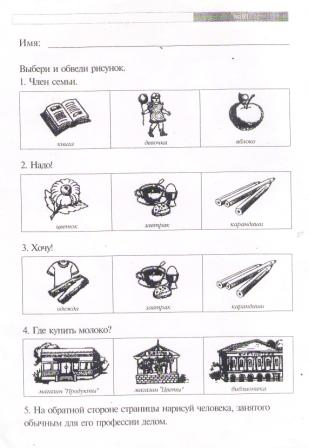 Имя:
Выбери и обведи рисунок.
1. Член семьи.
книга девочка яблоко
2. Надо!
цветок завтрак карандаши
3. Хочу!
одежда завтрак карандаши
4. Где купить молоко?
магазин "Продукты" магазин "Цветы" библиотека
5. На обратной стороне страницы нарисуй человека, занятого
обычным для его профессии делом.